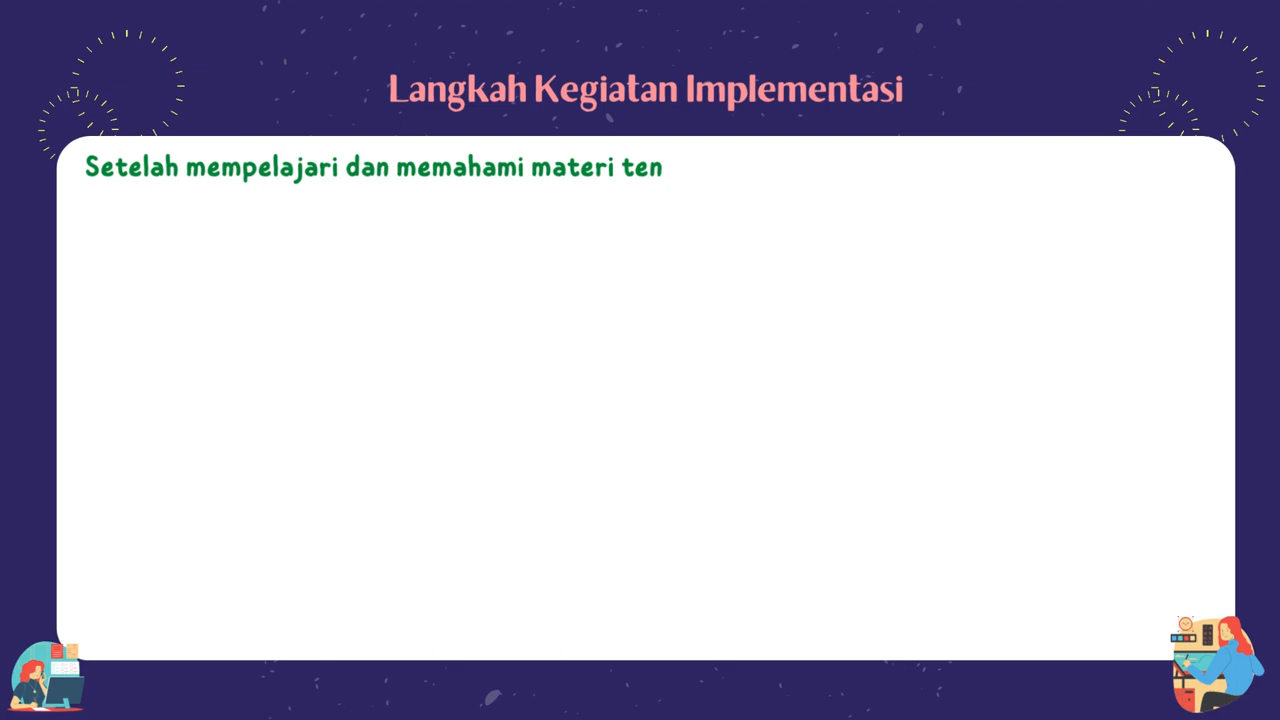 Langkah Kegiatan Implementasi
Setelah mempelajari dan memahami materi ten